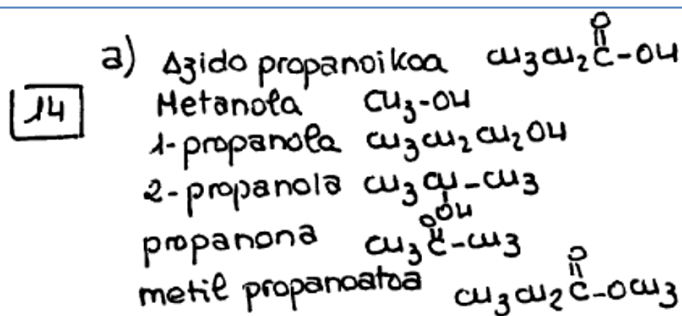 14
a) Azido propanoikoa CH3CH2C(=O)-OH
Metanola CH3-OH
1-propanola CH3CH2CH2OH
2-propanola CH3CH(OH)-CH3
propanona CH3C(=O)-CH3
metil propanoatoa CH3CH2C(=O)-OCH3